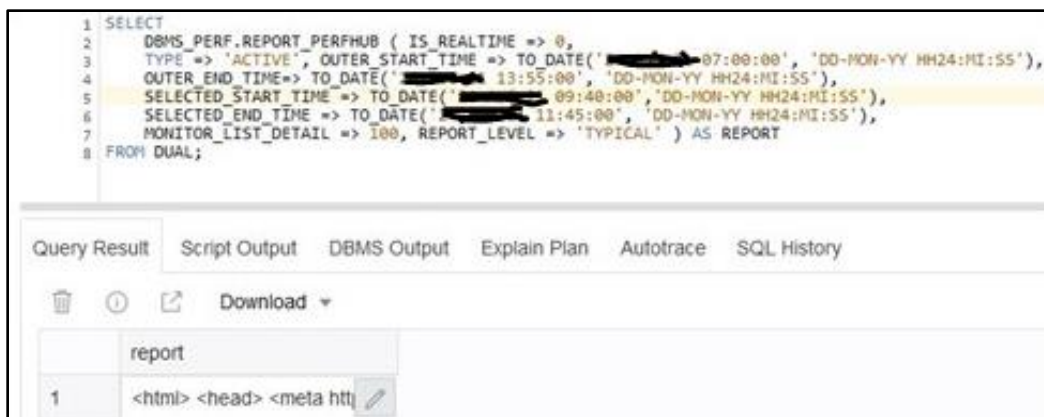 1 SELECT
2 DBMS_PERF.REPORT_PERFHUB ( IS_REALTIME => 0,
3 TYPE => 'ACTIVE', OUTER_START_TIME => TO_DATE(' 07:00:00', 'DD-MON-YY HH24:MI:SS'),
4 OUTER_END_TIME=> TO_DATE(' 13:55:00', 'DD-MON-YY HH24:MI:SS'),
5 SELECTED_START_TIME => TO_DATE(' 09:40:00','DD-MON-YY HH24:MI:SS'),
6 SELECTED_END_TIME => TO_DATE(' 11:45:00', 'DD-MON-YY HH24:MI:SS'),
7 MONITOR_LIST_DETAIL => 100, REPORT_LEVEL => 'TYPICAL' ) AS REPORT
8 FROM DUAL;
Query Result Script Output DBMS Output Explain Plan Autotrace SQL History
Download
report
1 <html> <head> <meta http